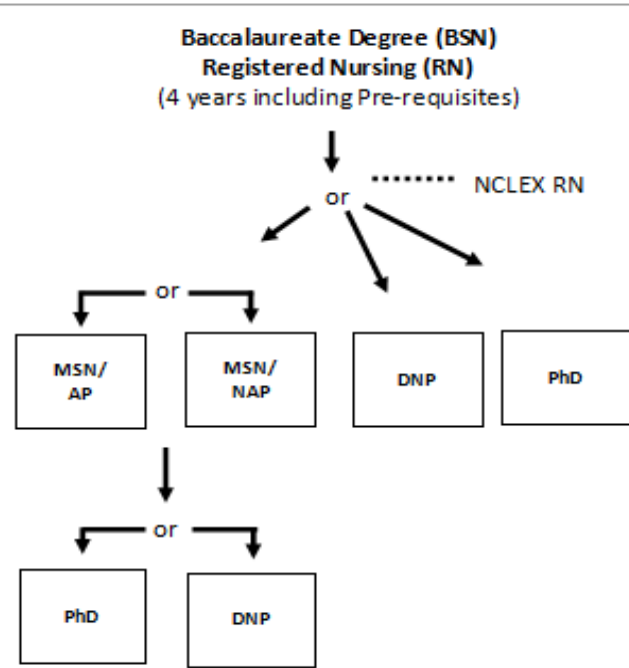 Baccalaureate Degree (BSN)
Registered Nursing (RN)
(4 years including Pre-requisites)
NCLEX RN
or
or
MSN/
AP
MSN/
NAP
DNP
PhD
or
PhD
DNP